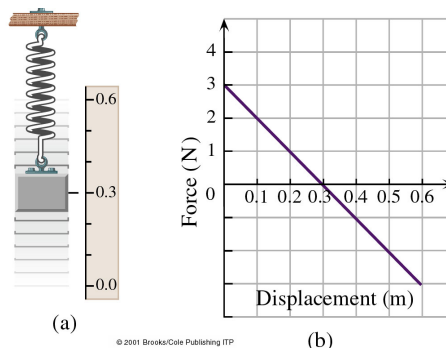 0.6
0.3
0.0
(a)
© 2001 Brooks/Cole Publishing ITP
4
3
2
1
0
0.1 0.2 0.3 0.4 0.5 0.6
Force (N)
Displacement (m)
(b)